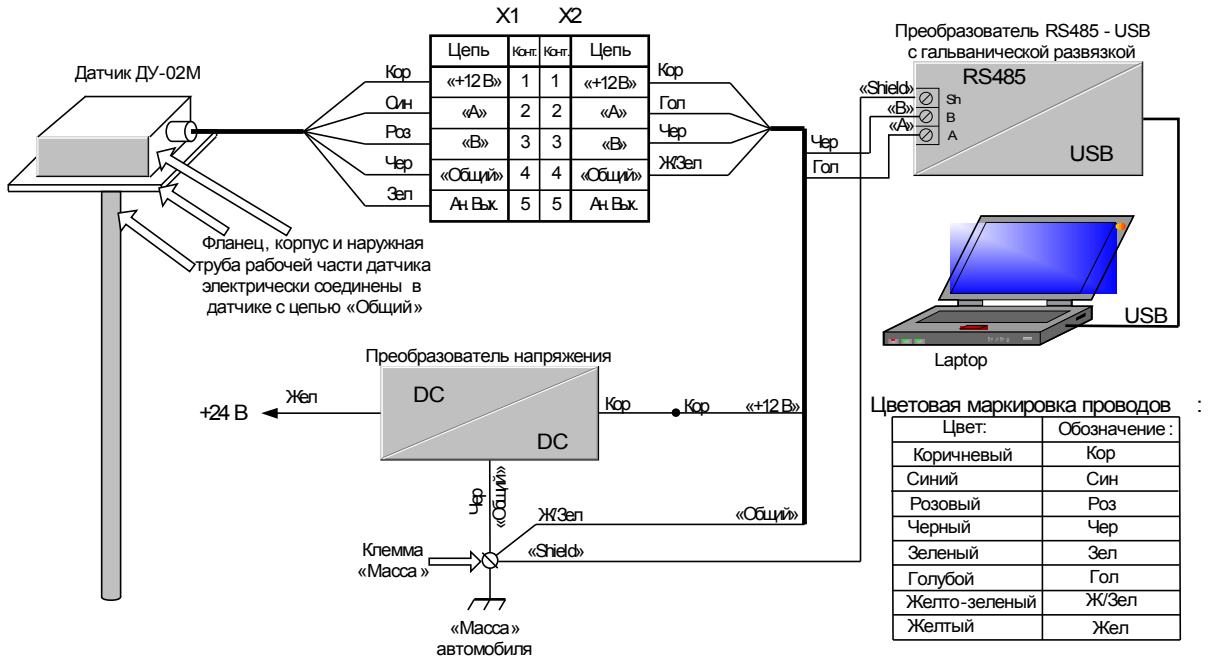 X1 X2
Цепь Конт. Конт. Цепь
«+12 В» 1 1 «+12 В»
«А» 2 2 «А»
«В» 3 3 «В»
«Общий» 4 4 «Общий»
Ан. Вых. 5 5 Ан. Вых.
Датчик ДУ-02М
Кор
Син
Роз
Чер
Зел
Кор
Гол
Чер
Ж/Зел
Преобразователь RS485 - USB
с гальванической развязкой
RS485
«Shield»
«В»
«А»
Sh
B
A
USB
Чер
Гол
Фланец, корпус и наружная
труба рабочей части датчика
электрически соединены в
датчике с цепью «Общий»
USB
Laptop
Преобразователь напряжения
DC
DC
+24 В
Жел
Кор
Кор
«+12 В»
Чер
«Общий»
Ж/Зел
«Общий»
«Shield»
Клемма
«Масса »
«Масса»
автомобиля
Цветовая маркировка проводов :
Цвет: Обозначение :
Коричневый Кор
Синий Син
Розовый Роз
Черный Чер
Зеленый Зел
Голубой Гол
Желто-зеленый Ж/Зел
Желтый Жел